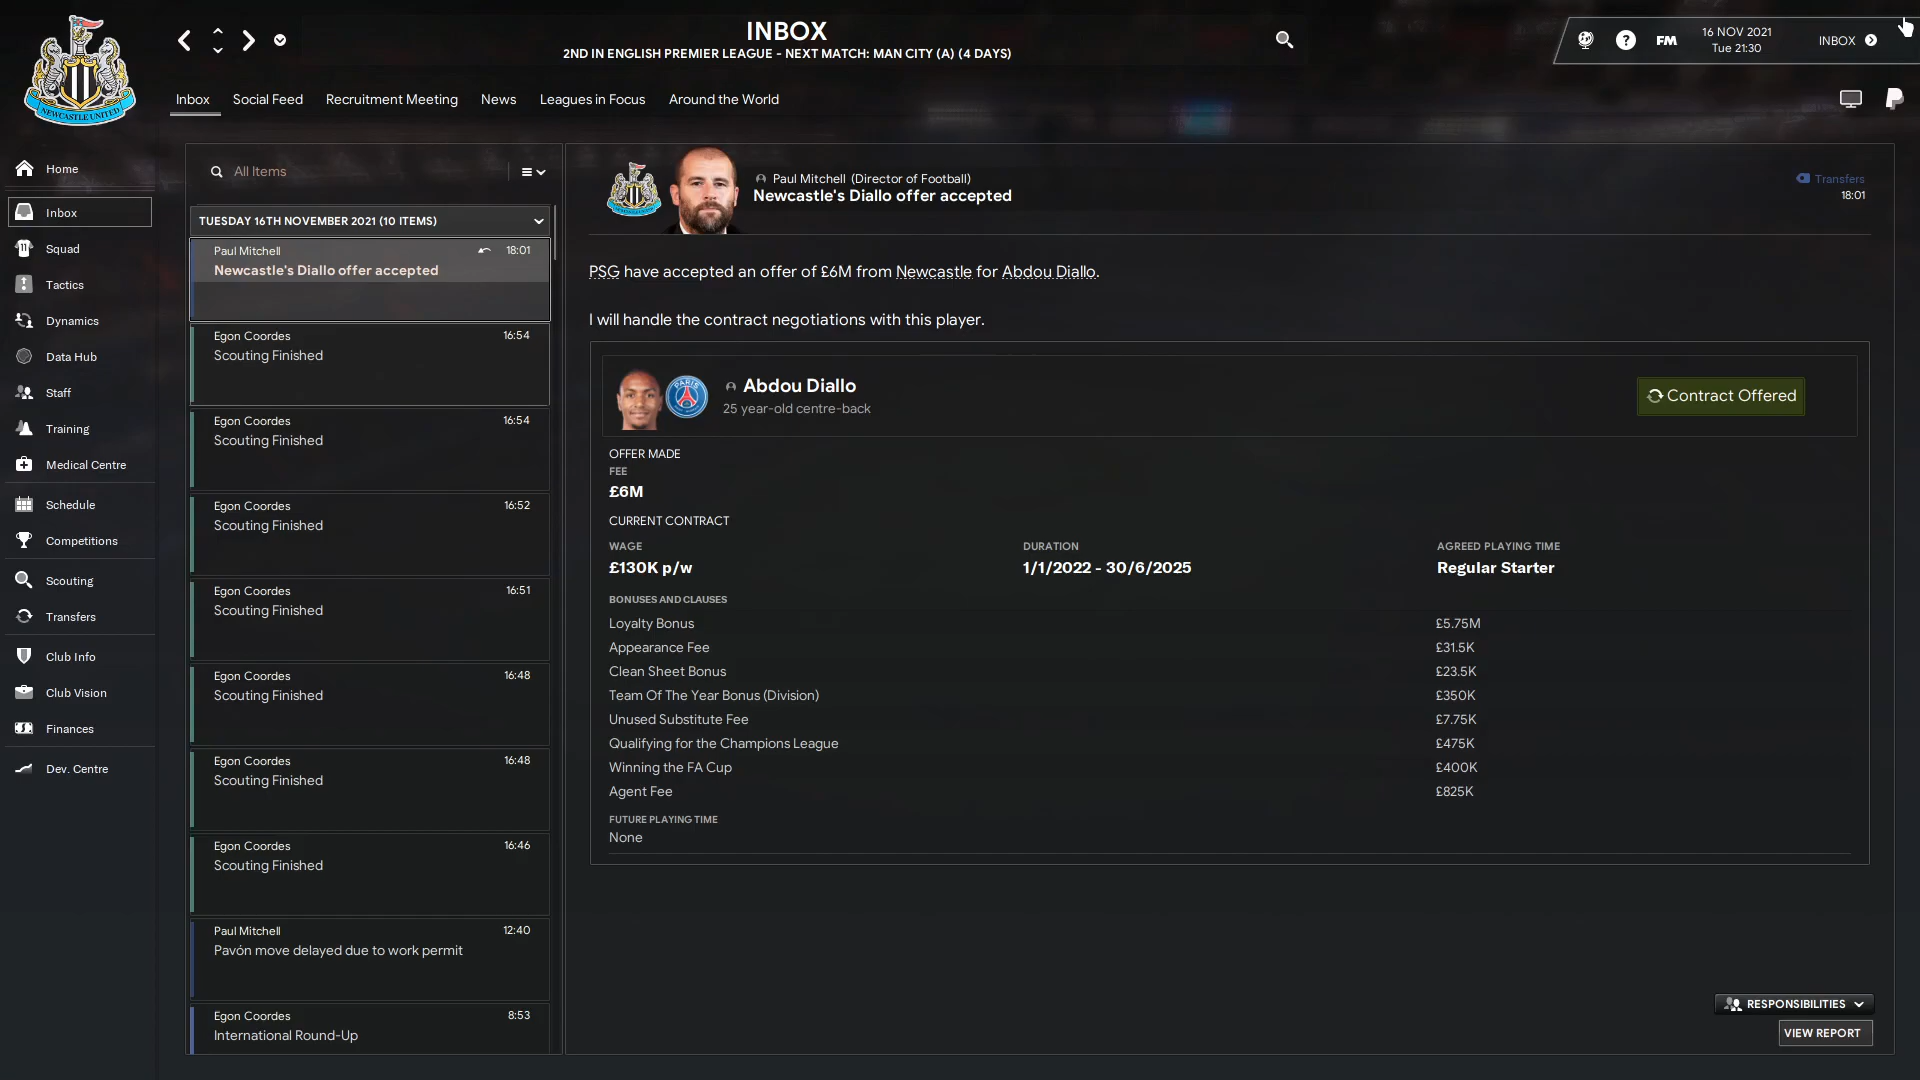 INBOX
2ND IN ENGLISH PREMIER LEAGUE - NEXT MATCH: MAN CITY (A) (4 DAYS)
FM
16 NOV 2021
Tue 21:30
INBOX
NEWCASTLE UNITED
Inbox
Social Feed
Recruitment Meeting
News
Leagues in Focus
Around the World
Home
Inbox
Squad
Tactics
Dynamics
Data Hub
Staff
Training
Medical Centre
Schedule
Competitions
Scouting
Transfers
Club Info
Club Vision
Finances
Dev. Centre
All Items
TUESDAY 16TH NOVEMBER 2021 (10 ITEMS)
Paul Mitchell 18:01
Newcastle's Diallo offer accepted
Egon Coordes 16:54
Scouting Finished
Egon Coordes 16:54
Scouting Finished
Egon Coordes 16:52
Scouting Finished
Egon Coordes 16:51
Scouting Finished
Egon Coordes 16:48
Scouting Finished
Egon Coordes 16:48
Scouting Finished
Egon Coordes 16:46
Scouting Finished
Paul Mitchell 12:40
Pavón move delayed due to work permit
Egon Coordes 8:53
International Round-Up
Paul Mitchell (Director of Football)
Newcastle's Diallo offer accepted
Transfers
18:01
PSG have accepted an offer of £6M from Newcastle for Abdou Diallo.
I will handle the contract negotiations with this player.
PARIS
Abdou Diallo
25 year-old centre-back
Contract Offered
OFFER MADE
FEE
£6M
CURRENT CONTRACT
WAGE DURATION AGREED PLAYING TIME
£130K p/w 1/1/2022 - 30/6/2025 Regular Starter
BONUSES AND CLAUSES
Loyalty Bonus £5.75M
Appearance Fee £31.5K
Clean Sheet Bonus £23.5K
Team Of The Year Bonus (Division) £350K
Unused Substitute Fee £7.75K
Qualifying for the Champions League £475K
Winning the FA Cup £400K
Agent Fee £825K
FUTURE PLAYING TIME
None
RESPONSIBILITIES
VIEW REPORT